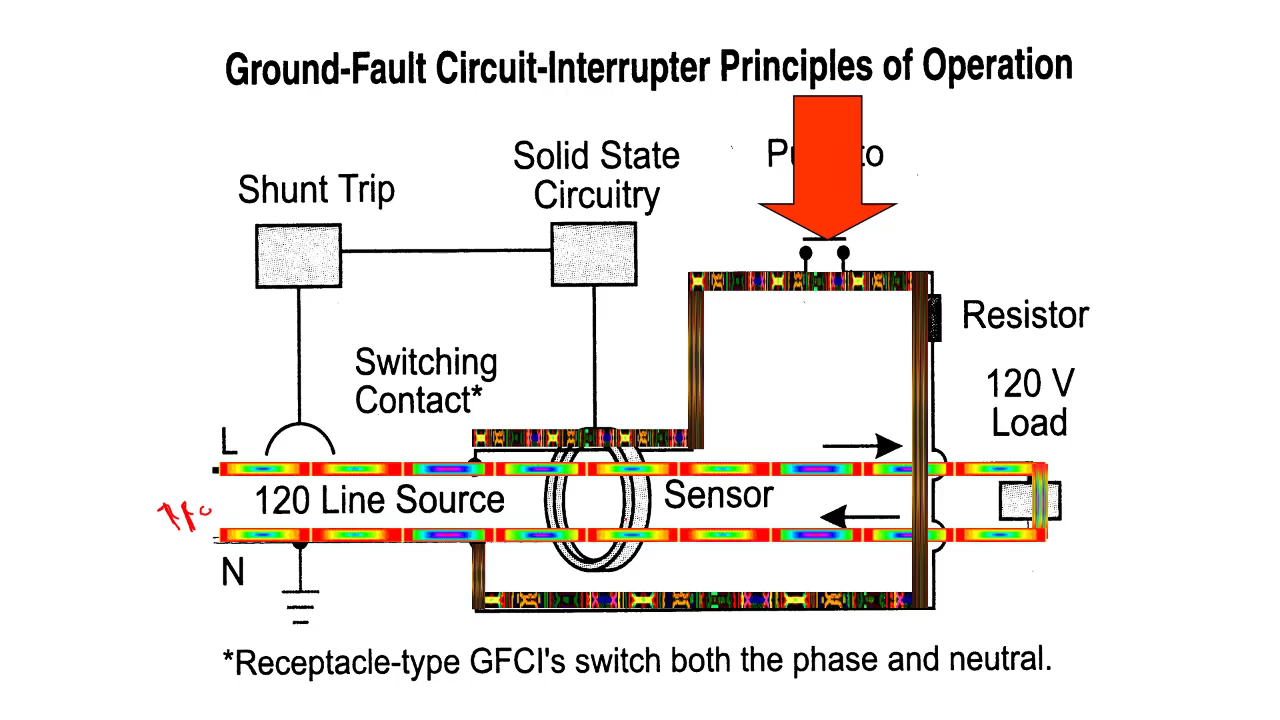 Ground-Fault Circuit-Interrupter Principles of Operation
Solid State
Circuitry
Shunt Trip
Resistor
Switching
Contact*
120 V
Load
L
120 Line Source
Sensor
N
*Receptacle-type GFCI's switch both the phase and neutral.